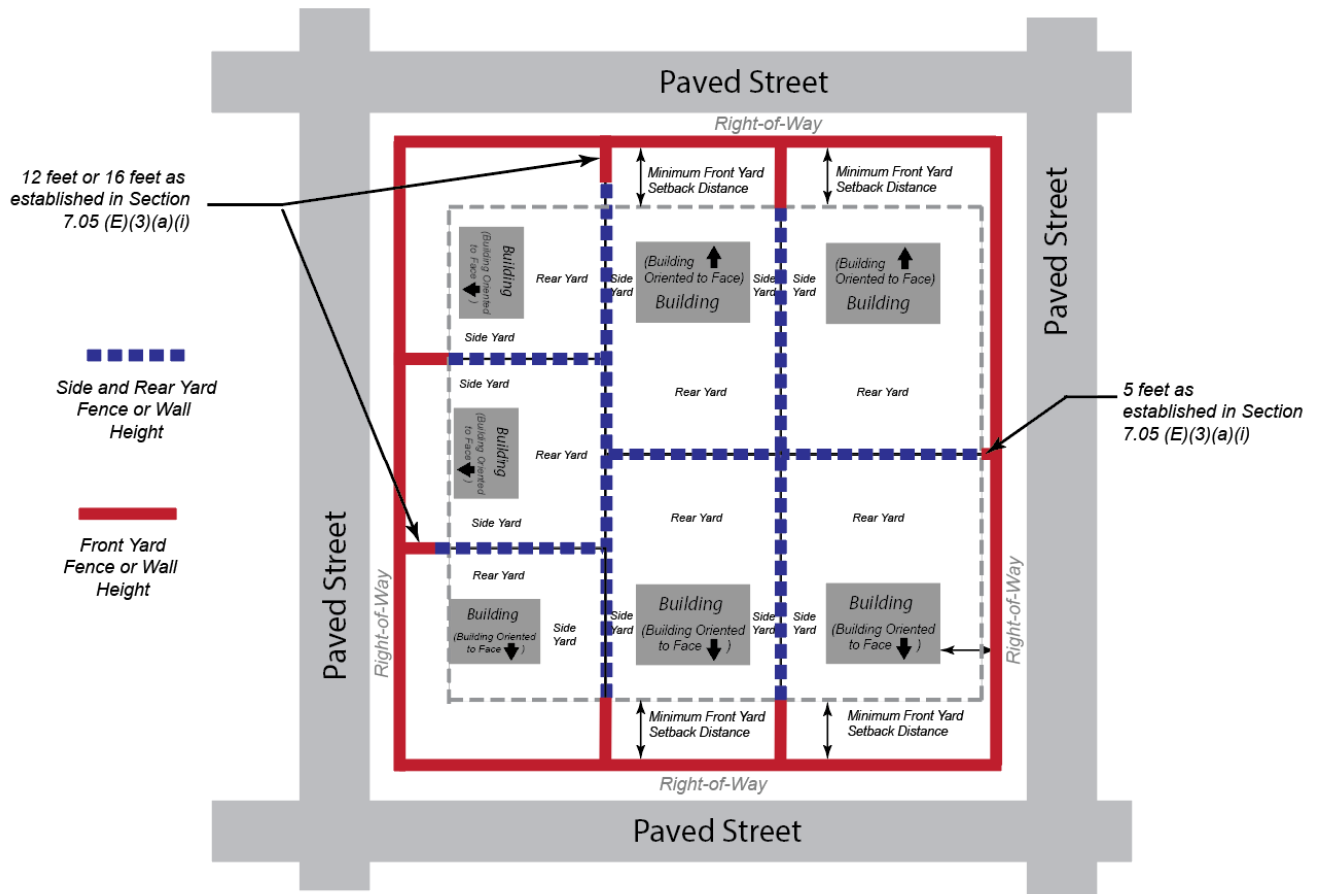 Paved Street
Right-of-Way
12 feet or 16 feet as
established in Section
7.05 (E)(3)(a)(i)
Minimum Front Yard
Setback Distance
Minimum Front Yard
Setback Distance
Paved Street
Building
(Building Oriented
to Face )
Rear Yard
Side
Yard
(Building
Oriented to Face)
Building
Side
Yard
Side
Yard
(Building
Oriented to Face)
Building
Side Yard
Side and Rear Yard
Fence or Wall
Height
Side Yard
Building
(Building Oriented
to Face )
Rear Yard
Rear Yard
Rear Yard
5 feet as
established in Section
7.05 (E)(3)(a)(i)
Side Yard
Rear Yard
Rear Yard
Front Yard
Fence or Wall
Height
Paved Street
Right-of-Way
Rear Yard
Building
(Building Oriented
to Face )
Side
Yard
Side
Yard
Building
(Building Oriented
to Face )
Side
Yard
Side
Yard
Building
(Building Oriented
to Face )
Right-of-Way
Minimum Front Yard
Setback Distance
Minimum Front Yard
Setback Distance
Right-of-Way
Paved Street